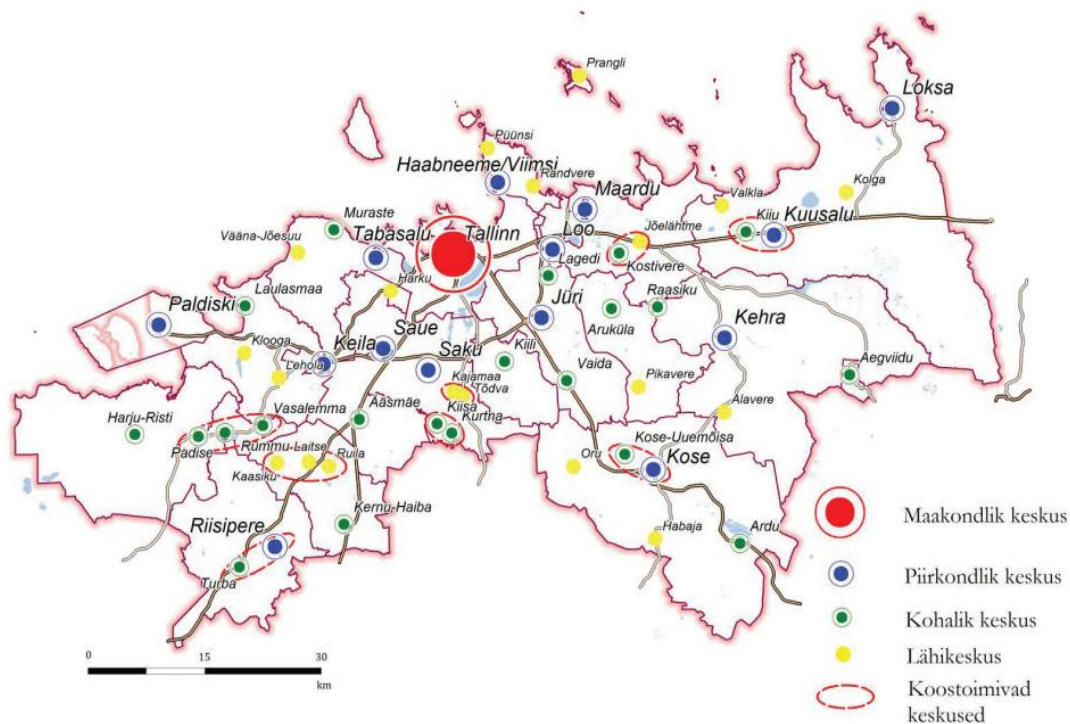 Prangli
Loksa
Püünsi
Haabneeme/Viimsi
Randvere
Maardu
Valkla
Kolga
Muraste
Tabasalu
Tallinn
Loo
Jõelähtme
Kiiu
Kuusalu
Vääna-Jõesuu
Harku
Lagedi
Kostivere
Laulasmaa
Paldiski
Jüri
Aruküla
Raasiku
Kehra
Klooga
Keila
Saue
Saku
Kiili
Lehola
Kajamaa
Tõdva
Vaida
Pikavere
Aegviidu
Harju-Risti
Vasalemma
Ääsmäe
Kiisa
Kurtna
Alavere
Padise
Rummu-Laitse
Ruila
Kaasiku
Kose-Uuemõisa
Oru
Kose
Kernu-Haiba
Riisipere
Habaja
Ardu
Turba
0 15 30
km
Maakondlik keskus
Piirkondlik keskus
Kohalik keskus
Lähikeskus
Koostoimivad
keskused